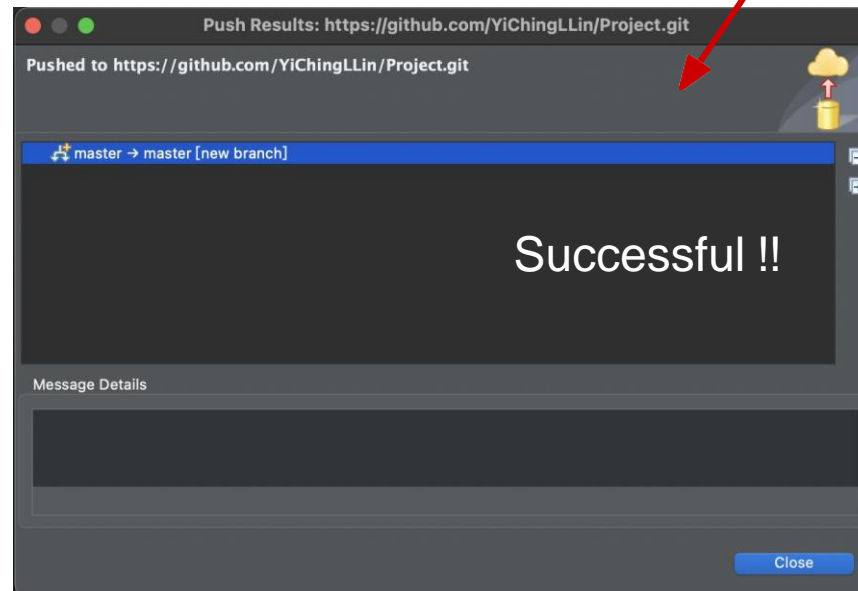 Push Results: https://github.com/YiChingLLin/Project.git
Pushed to https://github.com/YiChingLLin/Project.git
master → master [new branch]
Successful !!
Message Details
Close